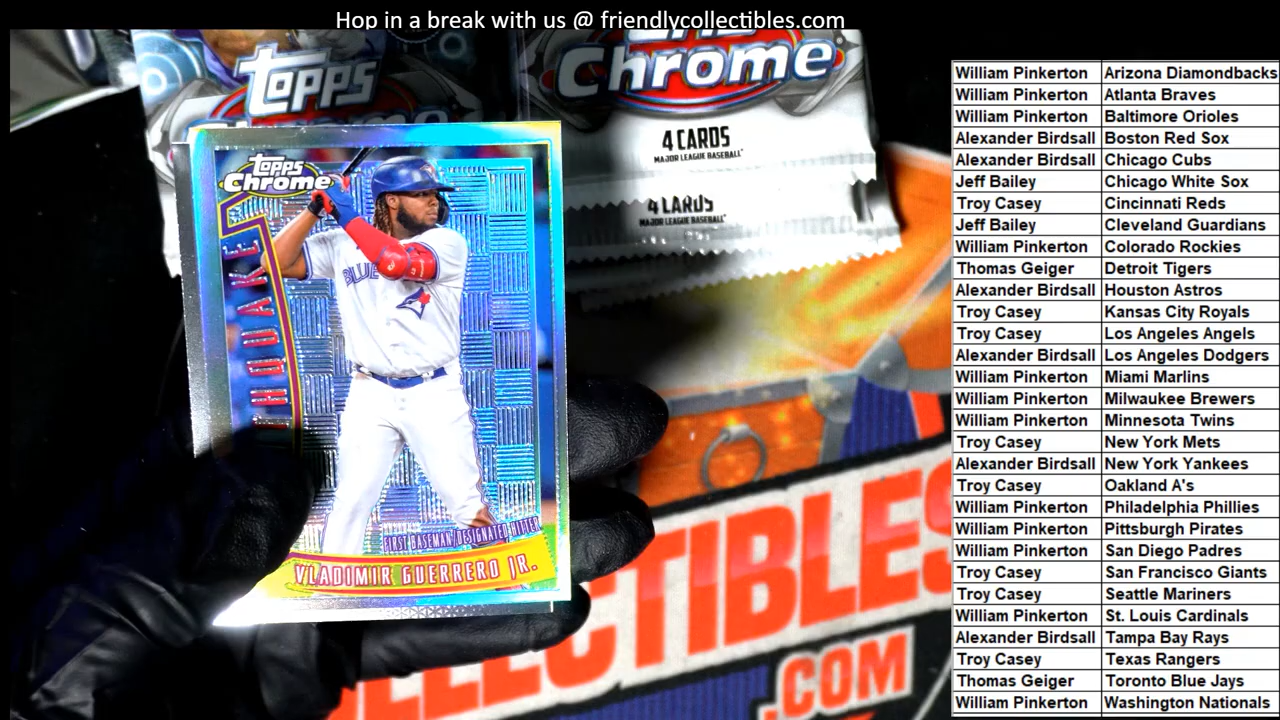 Hop in a break with us @ friendlycollectibles.com
Topps
Chrome
4 CARDS
MAJOR LEAGUE BASEBALL
4 CARDS
MAJOR LEAGUE BASEBALL
Topps
Chrome
BLUE
FIRST BASEMAN/DESIGNATED HITTER
VLADIMIR GUERRERO JR.
LLECTIBLES
.COM
William Pinkerton Arizona Diamondbacks
William Pinkerton Atlanta Braves
William Pinkerton Baltimore Orioles
Alexander Birdsall Boston Red Sox
Alexander Birdsall Chicago Cubs
Jeff Bailey Chicago White Sox
Troy Casey Cincinnati Reds
Jeff Bailey Cleveland Guardians
William Pinkerton Colorado Rockies
Thomas Geiger Detroit Tigers
Alexander Birdsall Houston Astros
Troy Casey Kansas City Royals
Troy Casey Los Angeles Angels
Alexander Birdsall Los Angeles Dodgers
William Pinkerton Miami Marlins
William Pinkerton Milwaukee Brewers
William Pinkerton Minnesota Twins
Troy Casey New York Mets
Alexander Birdsall New York Yankees
Troy Casey Oakland A's
William Pinkerton Philadelphia Phillies
William Pinkerton Pittsburgh Pirates
William Pinkerton San Diego Padres
Troy Casey San Francisco Giants
Troy Casey Seattle Mariners
William Pinkerton St. Louis Cardinals
Alexander Birdsall Tampa Bay Rays
Troy Casey Texas Rangers
Thomas Geiger Toronto Blue Jays
William Pinkerton Washington Nationals